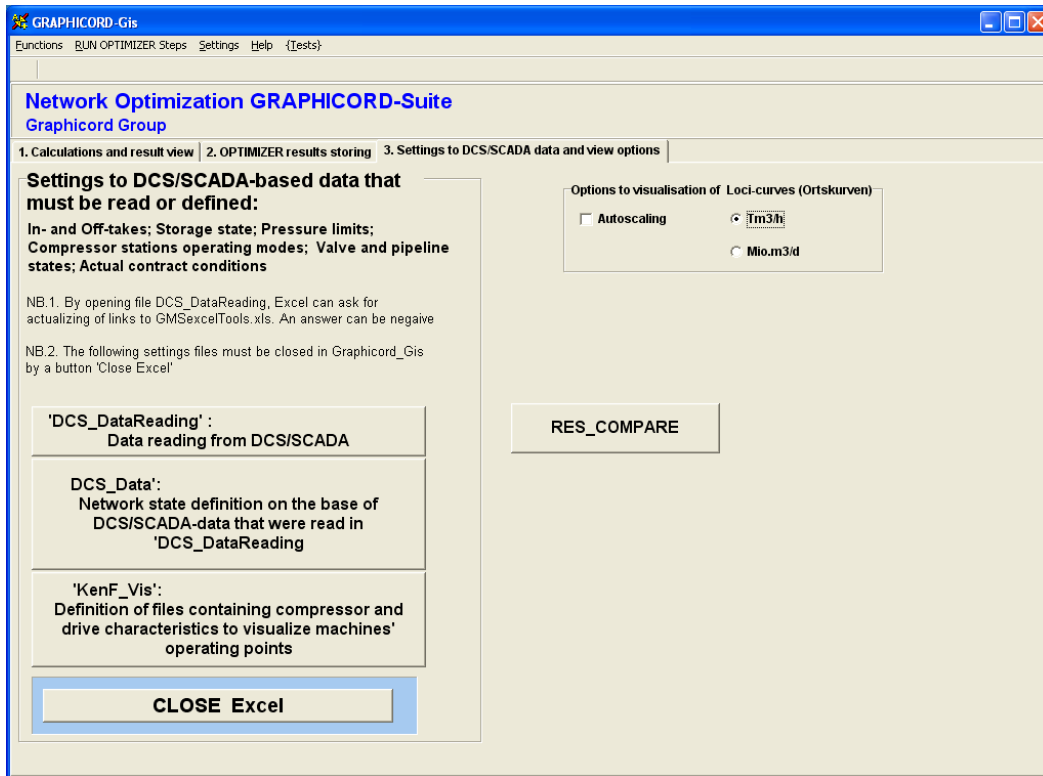 GRAPHICORD-Gis
Functions RUN OPTIMIZER Steps Settings Help {Tests}
Network Optimization GRAPHICORD-Suite
Graphicord Group
1. Calculations and result view 2. OPTIMIZER results storing 3. Settings to DCS/SCADA data and view options
Settings to DCS/SCADA-based data that
must be read or defined:
In- and Off-takes; Storage state; Pressure limits;
Compressor stations operating modes; Valve and pipeline
states; Actual contract conditions
NB.1. By opening file DCS_DataReading, Excel can ask for
actualizing of links to GMSexcelTools.xls. An answer can be negaive
NB.2. The following settings files must be closed in Graphicord_Gis
by a button 'Close Excel'
'DCS_DataReading' :
Data reading from DCS/SCADA
DCS_Data':
Network state definition on the base of
DCS/SCADA-data that were read in
'DCS_DataReading
'KenF_Vis':
Definition of files containing compressor and
drive characteristics to visualize machines'
operating points
CLOSE Excel
Options to visualisation of Loci-curves (Ortskurven)
Autoscaling Tm3/h
Mio.m3/d
RES_COMPARE